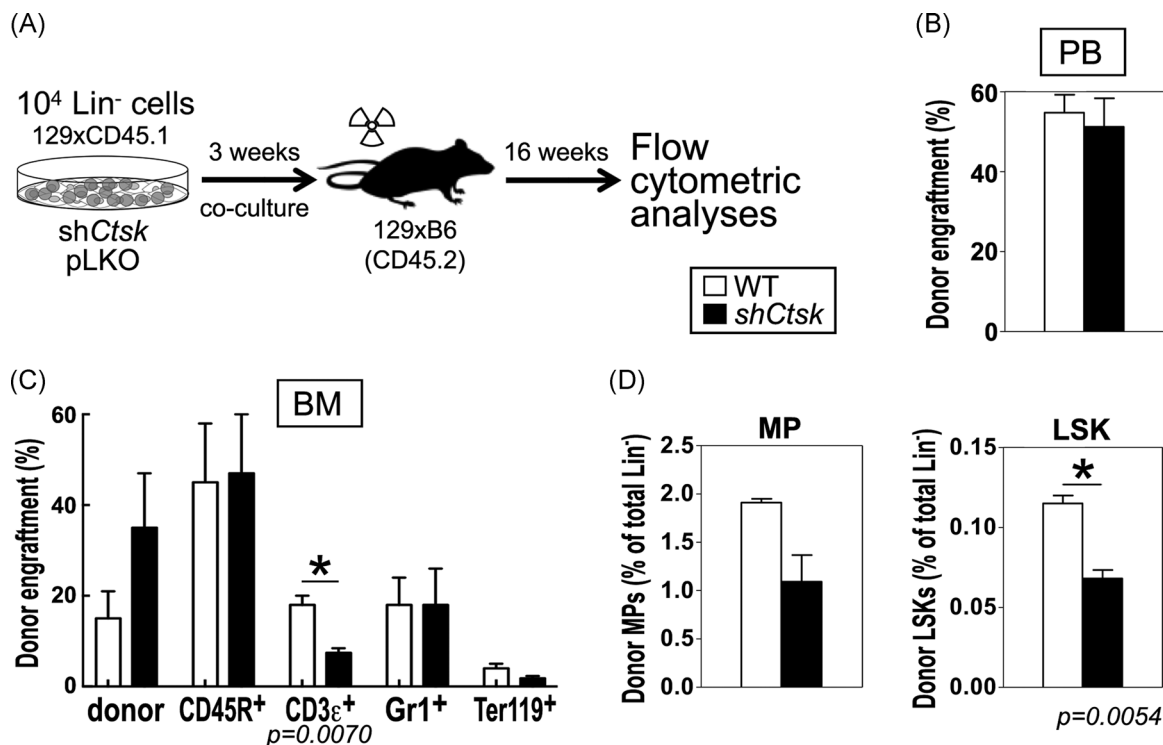 (A)
10⁴ Lin⁻ cells
129xCD45.1
shCtsk
pLKO
3 weeks
co-culture
129xB6
(CD45.2)
16 weeks
Flow
cytometric
analyses
WT
shCtsk
(B)
PB
Donor engraftment (%)
60
40
20
0
(C)
BM
Donor engraftment (%)
60
40
20
0
*
donor CD45R⁺ CD3ε⁺ Gr1⁺ Ter119⁺
p=0.0070
(D)
MP
Donor MPs (% of total Lin⁻)
2.5
2.0
1.5
1.0
0.5
0.0
LSK
Donor LSKs (% of total Lin⁻)
0.15
0.10
0.05
0.00
*
p=0.0054